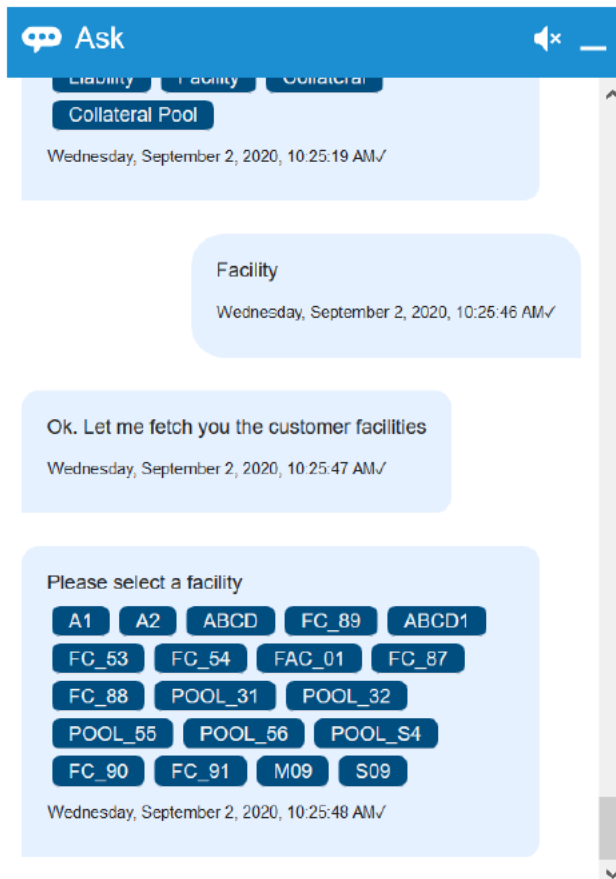 Ask
Liability Facility Collateral
Collateral Pool
Wednesday, September 2, 2020, 10:25:19 AM✓
Facility
Wednesday, September 2, 2020, 10:25:46 AM✓
Ok. Let me fetch you the customer facilities
Wednesday, September 2, 2020, 10:25:47 AM✓
Please select a facility
A1 A2 ABCD FC_89 ABCD1
FC_53 FC_54 FAC_01 FC_87
FC_88 POOL_31 POOL_32
POOL_55 POOL_56 POOL_S4
FC_90 FC_91 M09 S09
Wednesday, September 2, 2020, 10:25:48 AM✓